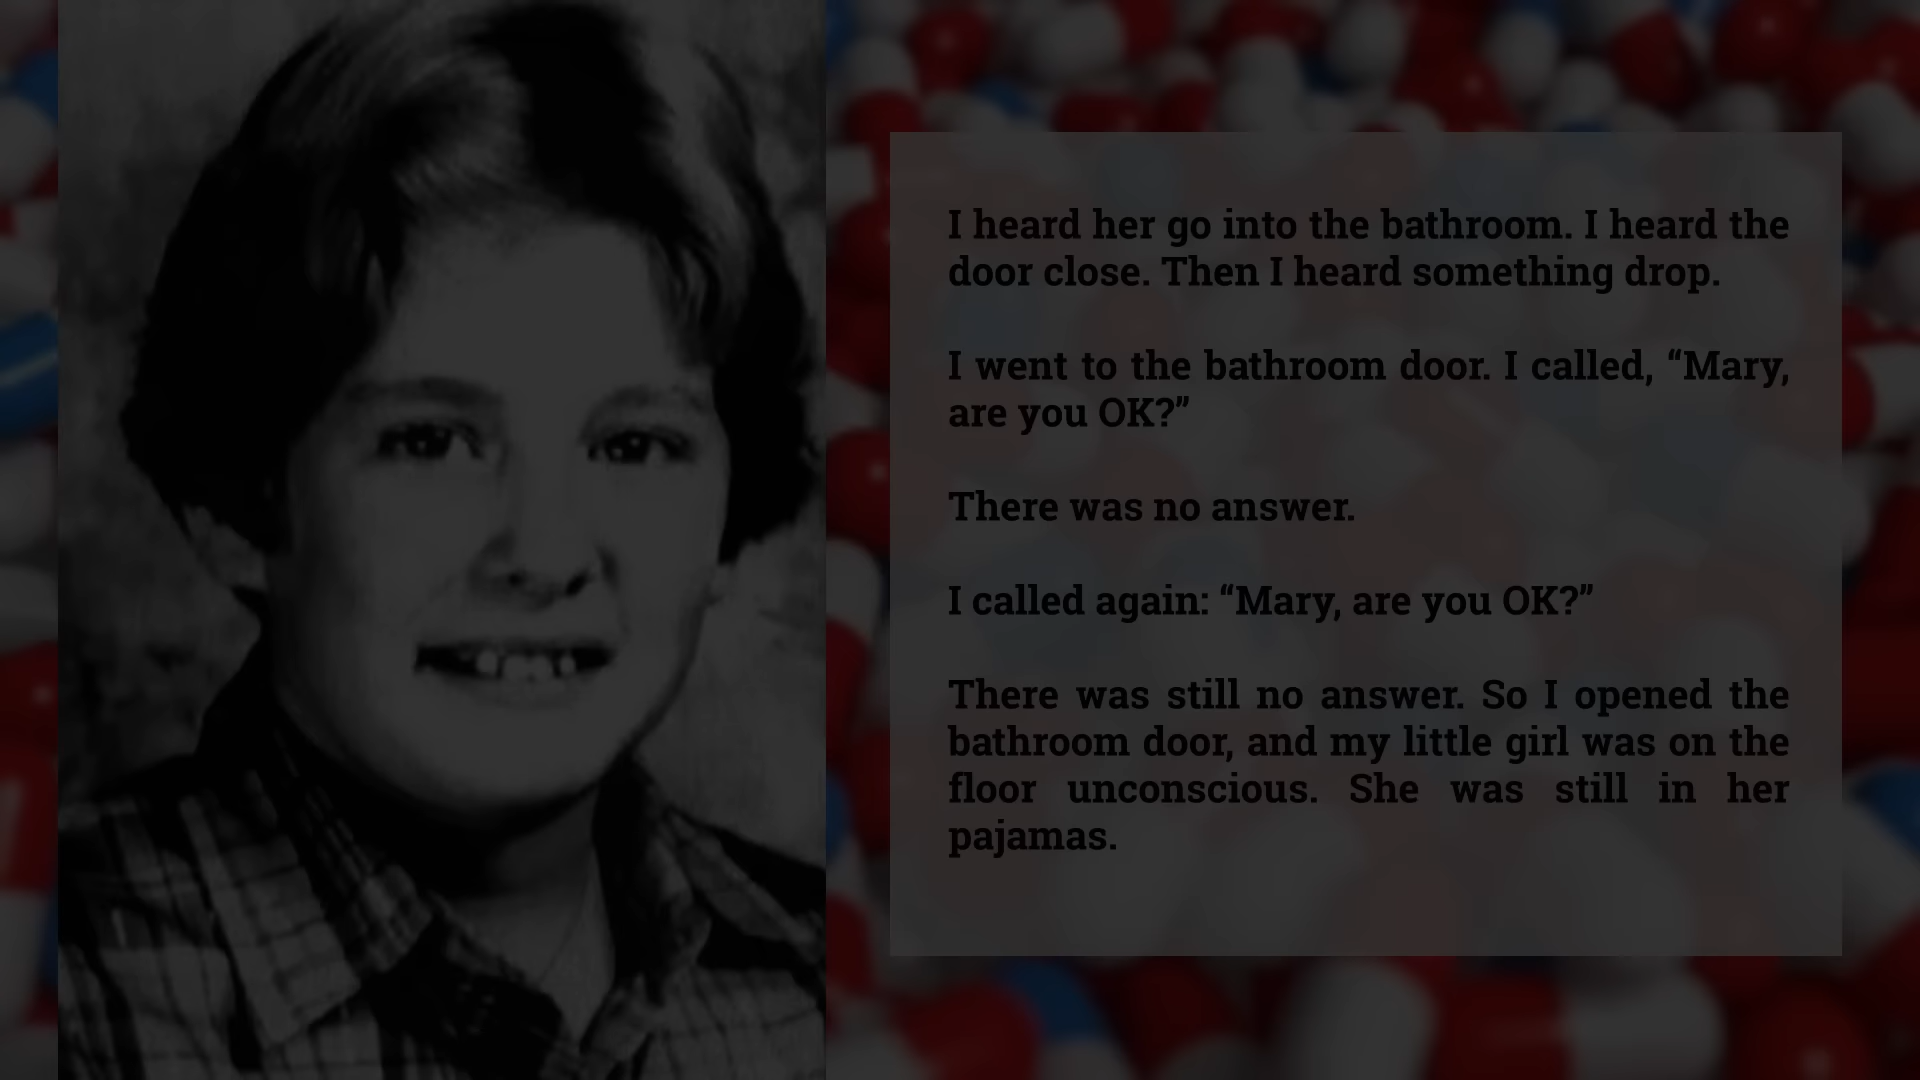 I heard her go into the bathroom. I heard the
door close. Then I heard something drop.
I went to the bathroom door. I called, “Mary,
are you OK?”
There was no answer.
I called again: “Mary, are you OK?”
There was still no answer. So I opened the
bathroom door, and my little girl was on the
floor unconscious. She was still in her
pajamas.